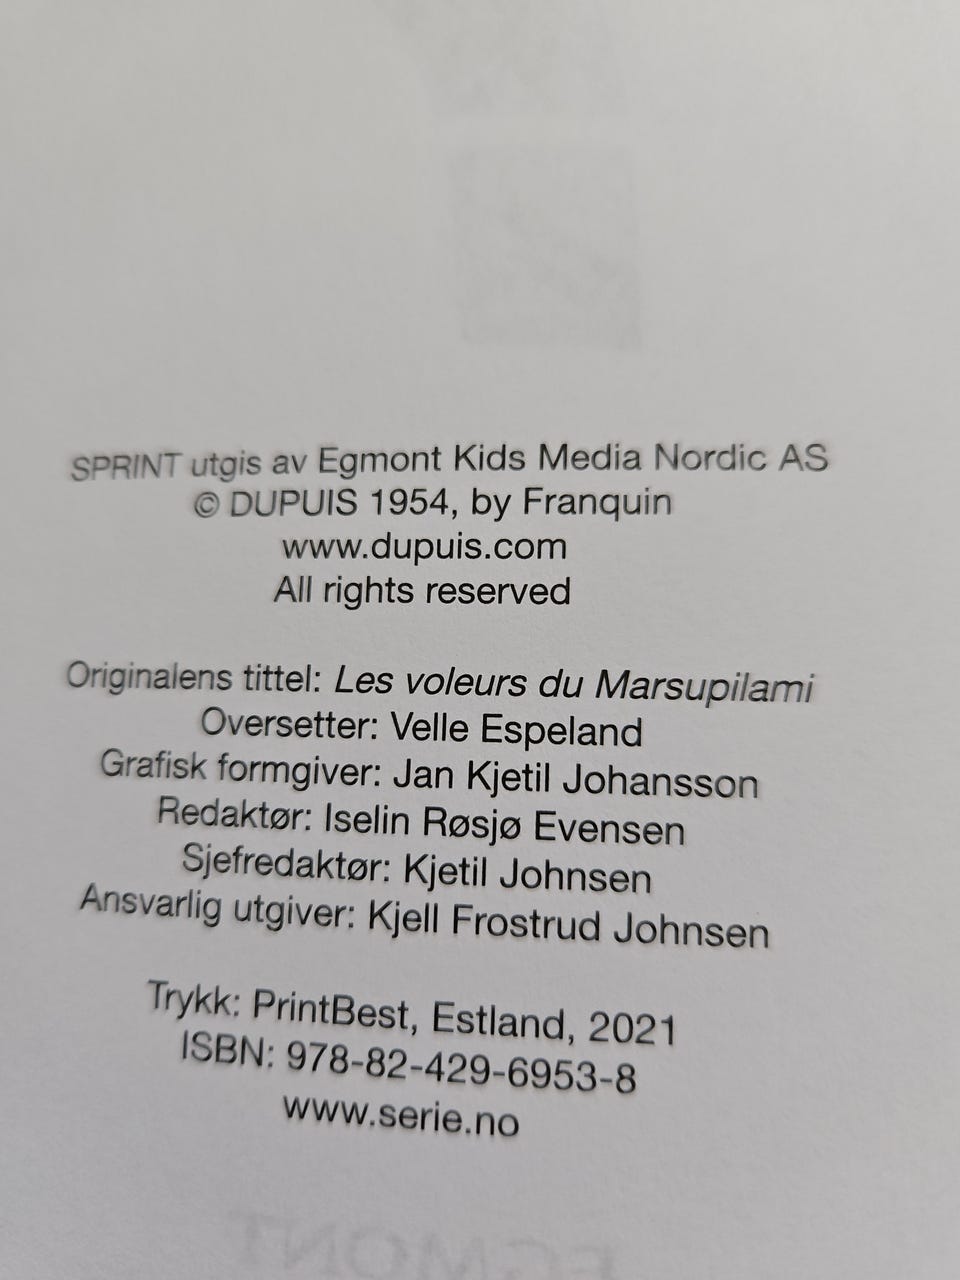 SPRINT utgis av Egmont Kids Media Nordic AS
© DUPUIS 1954, by Franquin
www.dupuis.com
All rights reserved
Originalens tittel: Les voleurs du Marsupilami
Oversetter: Velle Espeland
Grafisk formgiver: Jan Kjetil Johansson
Redaktør: Iselin Røsjø Evensen
Sjefredaktør: Kjetil Johnsen
Ansvarlig utgiver: Kjell Frostrud Johnsen
Trykk: PrintBest, Estland, 2021
ISBN: 978-82-429-6953-8
www.serie.no
EGMONT